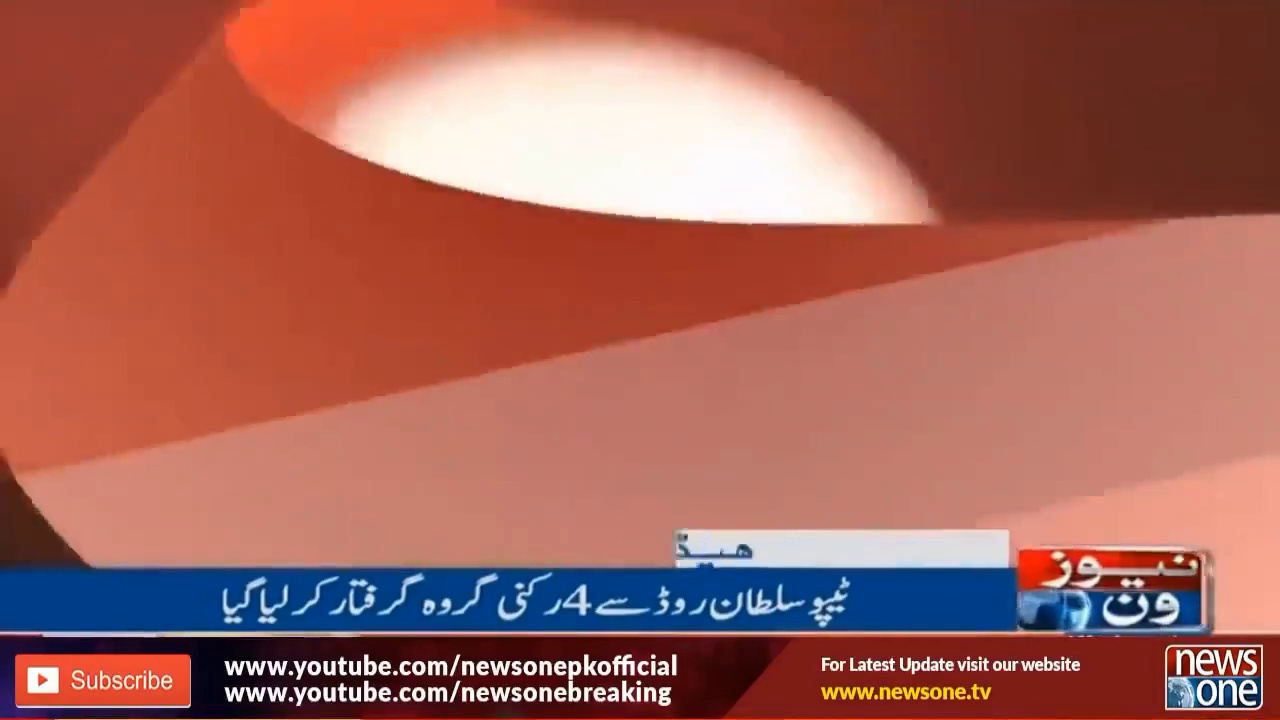 ہیڈ
ٹیپو سلطان روڈ سے 4 رکنی گروہ گرفتار کر لیا گیا
نیوز
ون
Subscribe
www.youtube.com/newsonepkofficial
www.youtube.com/newsonebreaking
For Latest Update visit our website
www.newsone.tv
news
one